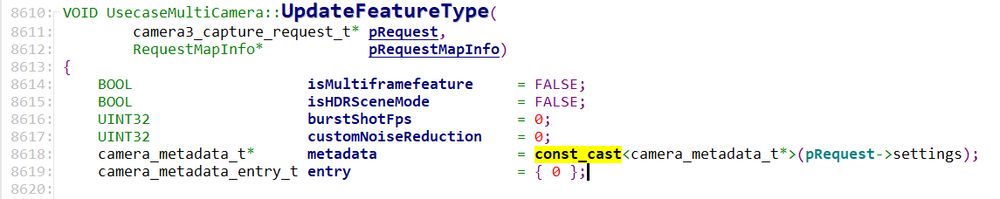 8610: VOID UsecaseMultiCamera::UpdateFeatureType(
8611: camera3_capture_request_t* pRequest,
8612: RequestMapInfo* pRequestMapInfo)
8613: {
8614: BOOL isMultiframefeature = FALSE;
8615: BOOL isHDRSceneMode = FALSE;
8616: UINT32 burstShotFps = 0;
8617: UINT32 customNoiseReduction = 0;
8618: camera_metadata_t* metadata = const_cast<camera_metadata_t*>(pRequest->settings);
8619: camera_metadata_entry_t entry = { 0 };
8620: